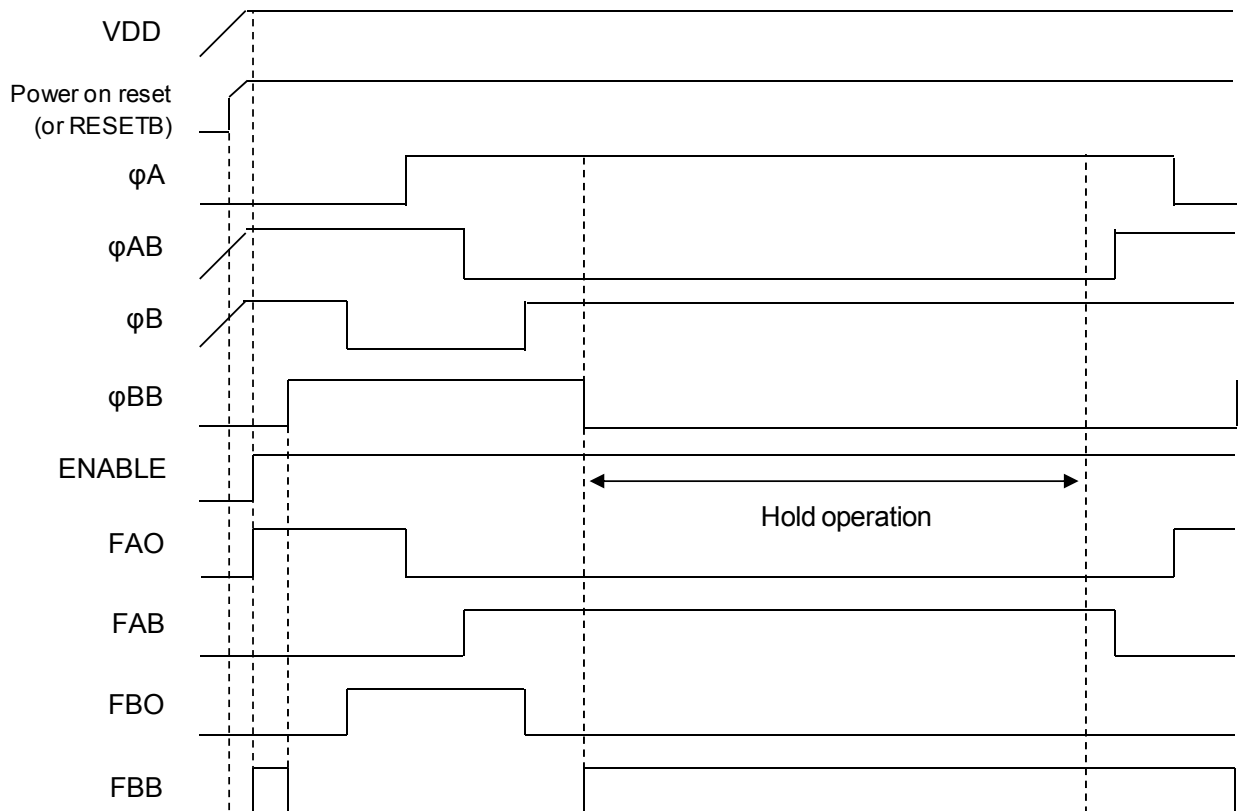 VDD
Power on reset
(or RESETB)
φA
φAB
φB
φBB
ENABLE
Hold operation
FAO
FAB
FBO
FBB